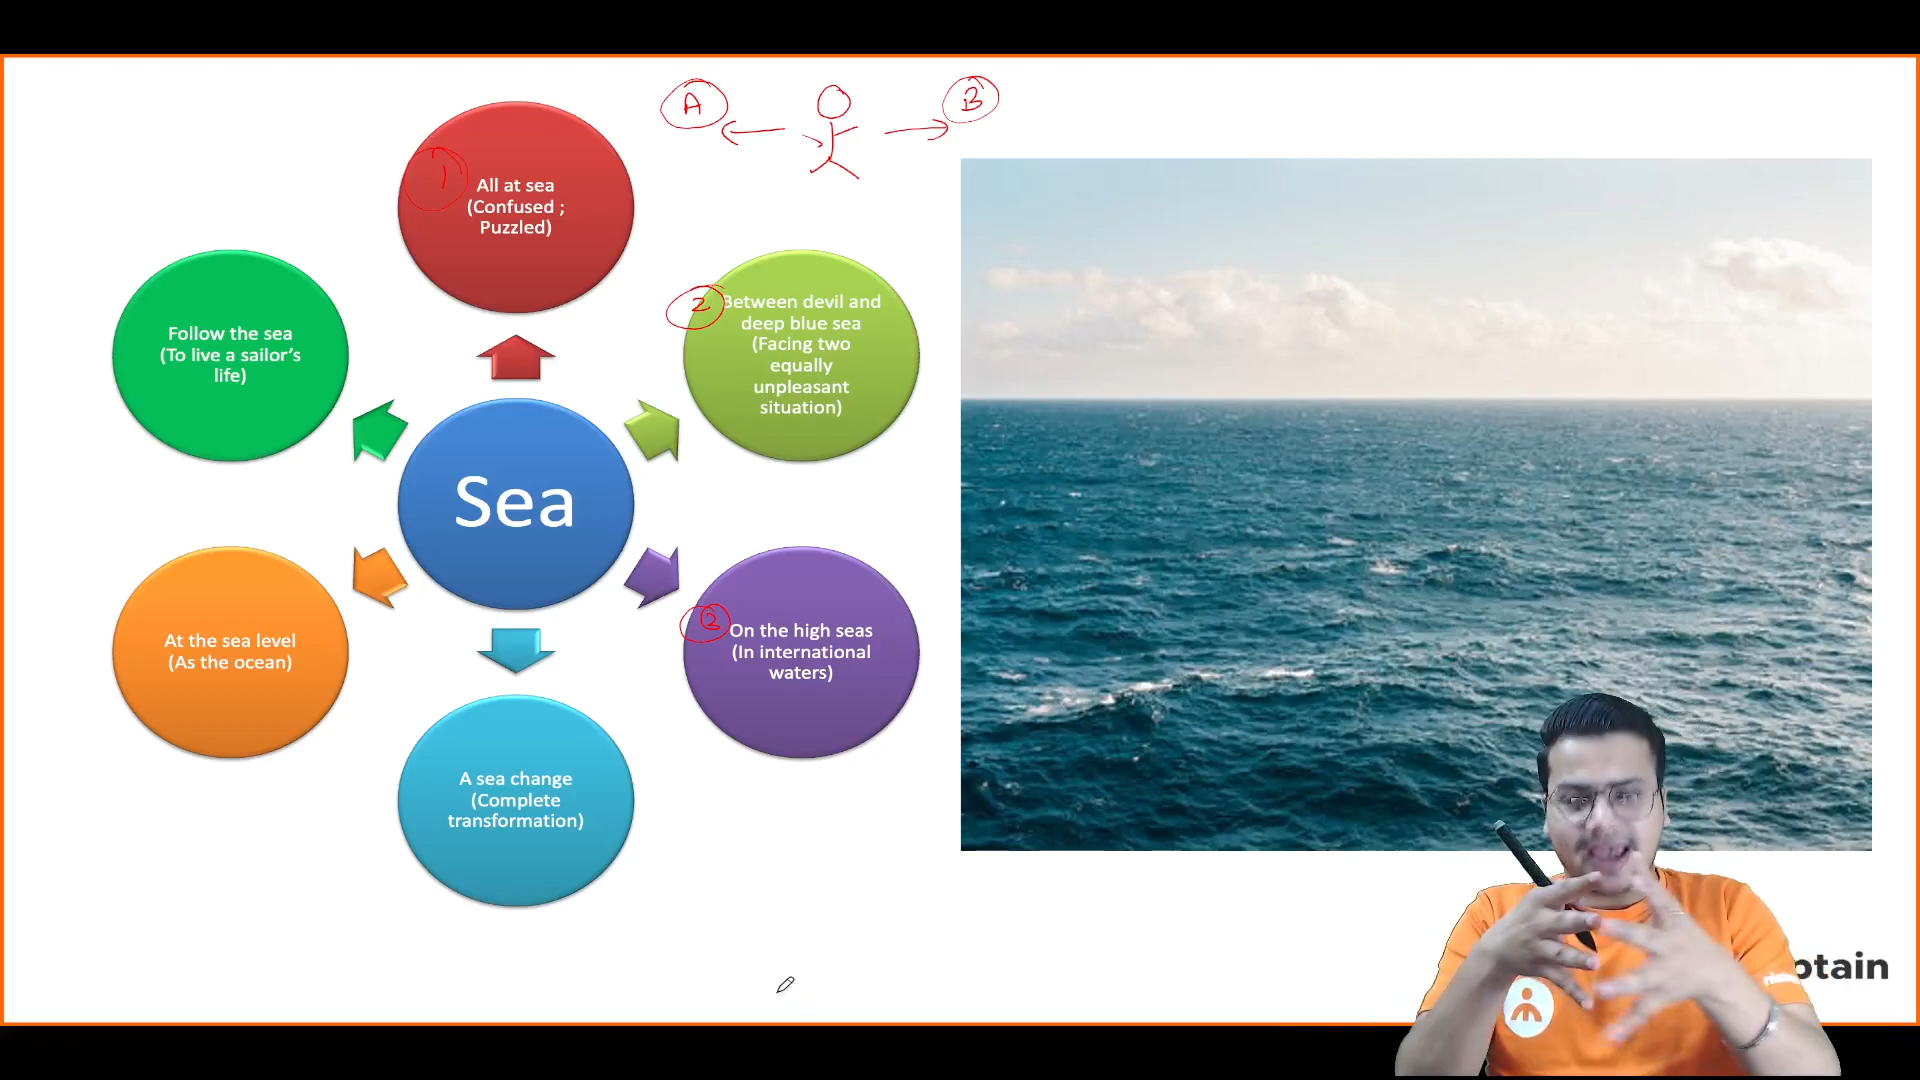 A
B
1
All at sea
(Confused ;
Puzzled)
2
Between devil and
deep blue sea
(Facing two
equally
unpleasant
situation)
Follow the sea
(To live a sailor's
life)
Sea
At the sea level
(As the ocean)
On the high seas
(In international
waters)
A sea change
(Complete
transformation)